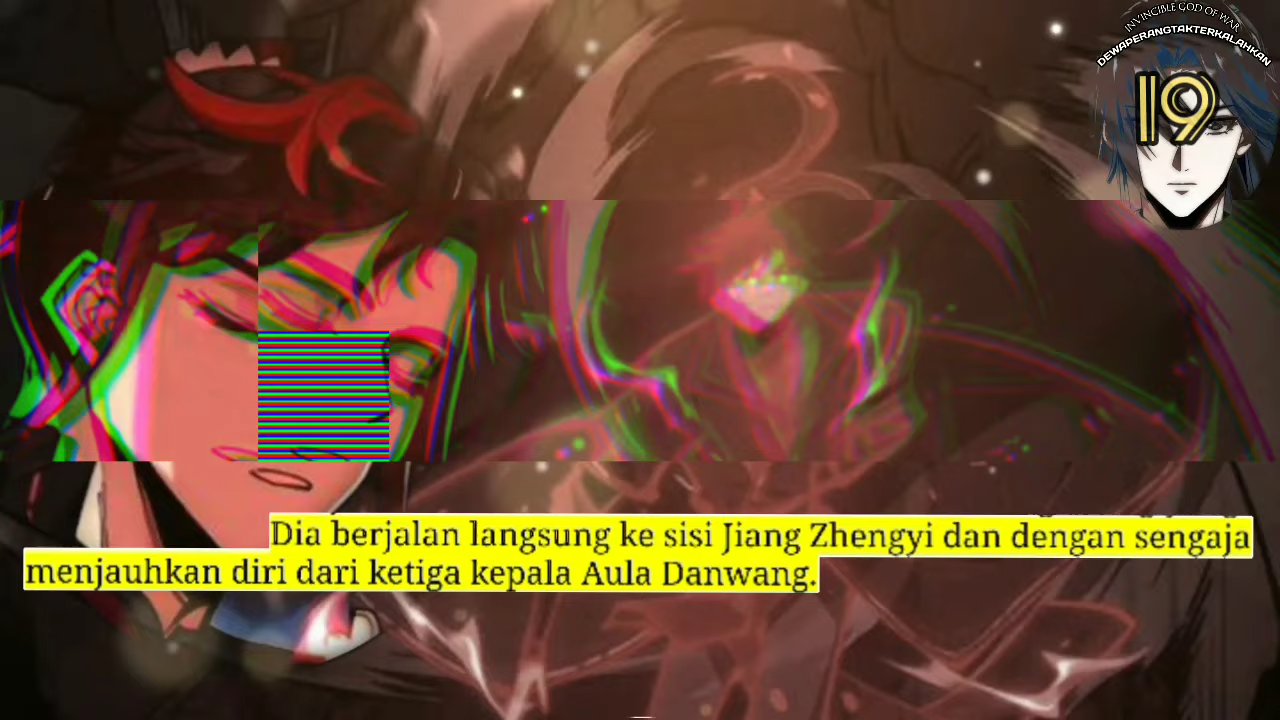 INVINCIBLE GOD OF WAR
DEWAPERANGTAKTERKALAHKAN
19
Dia berjalan langsung ke sisi Jiang Zhengyi dan dengan sengaja
menjauhkan diri dari ketiga kepala Aula Danwang.